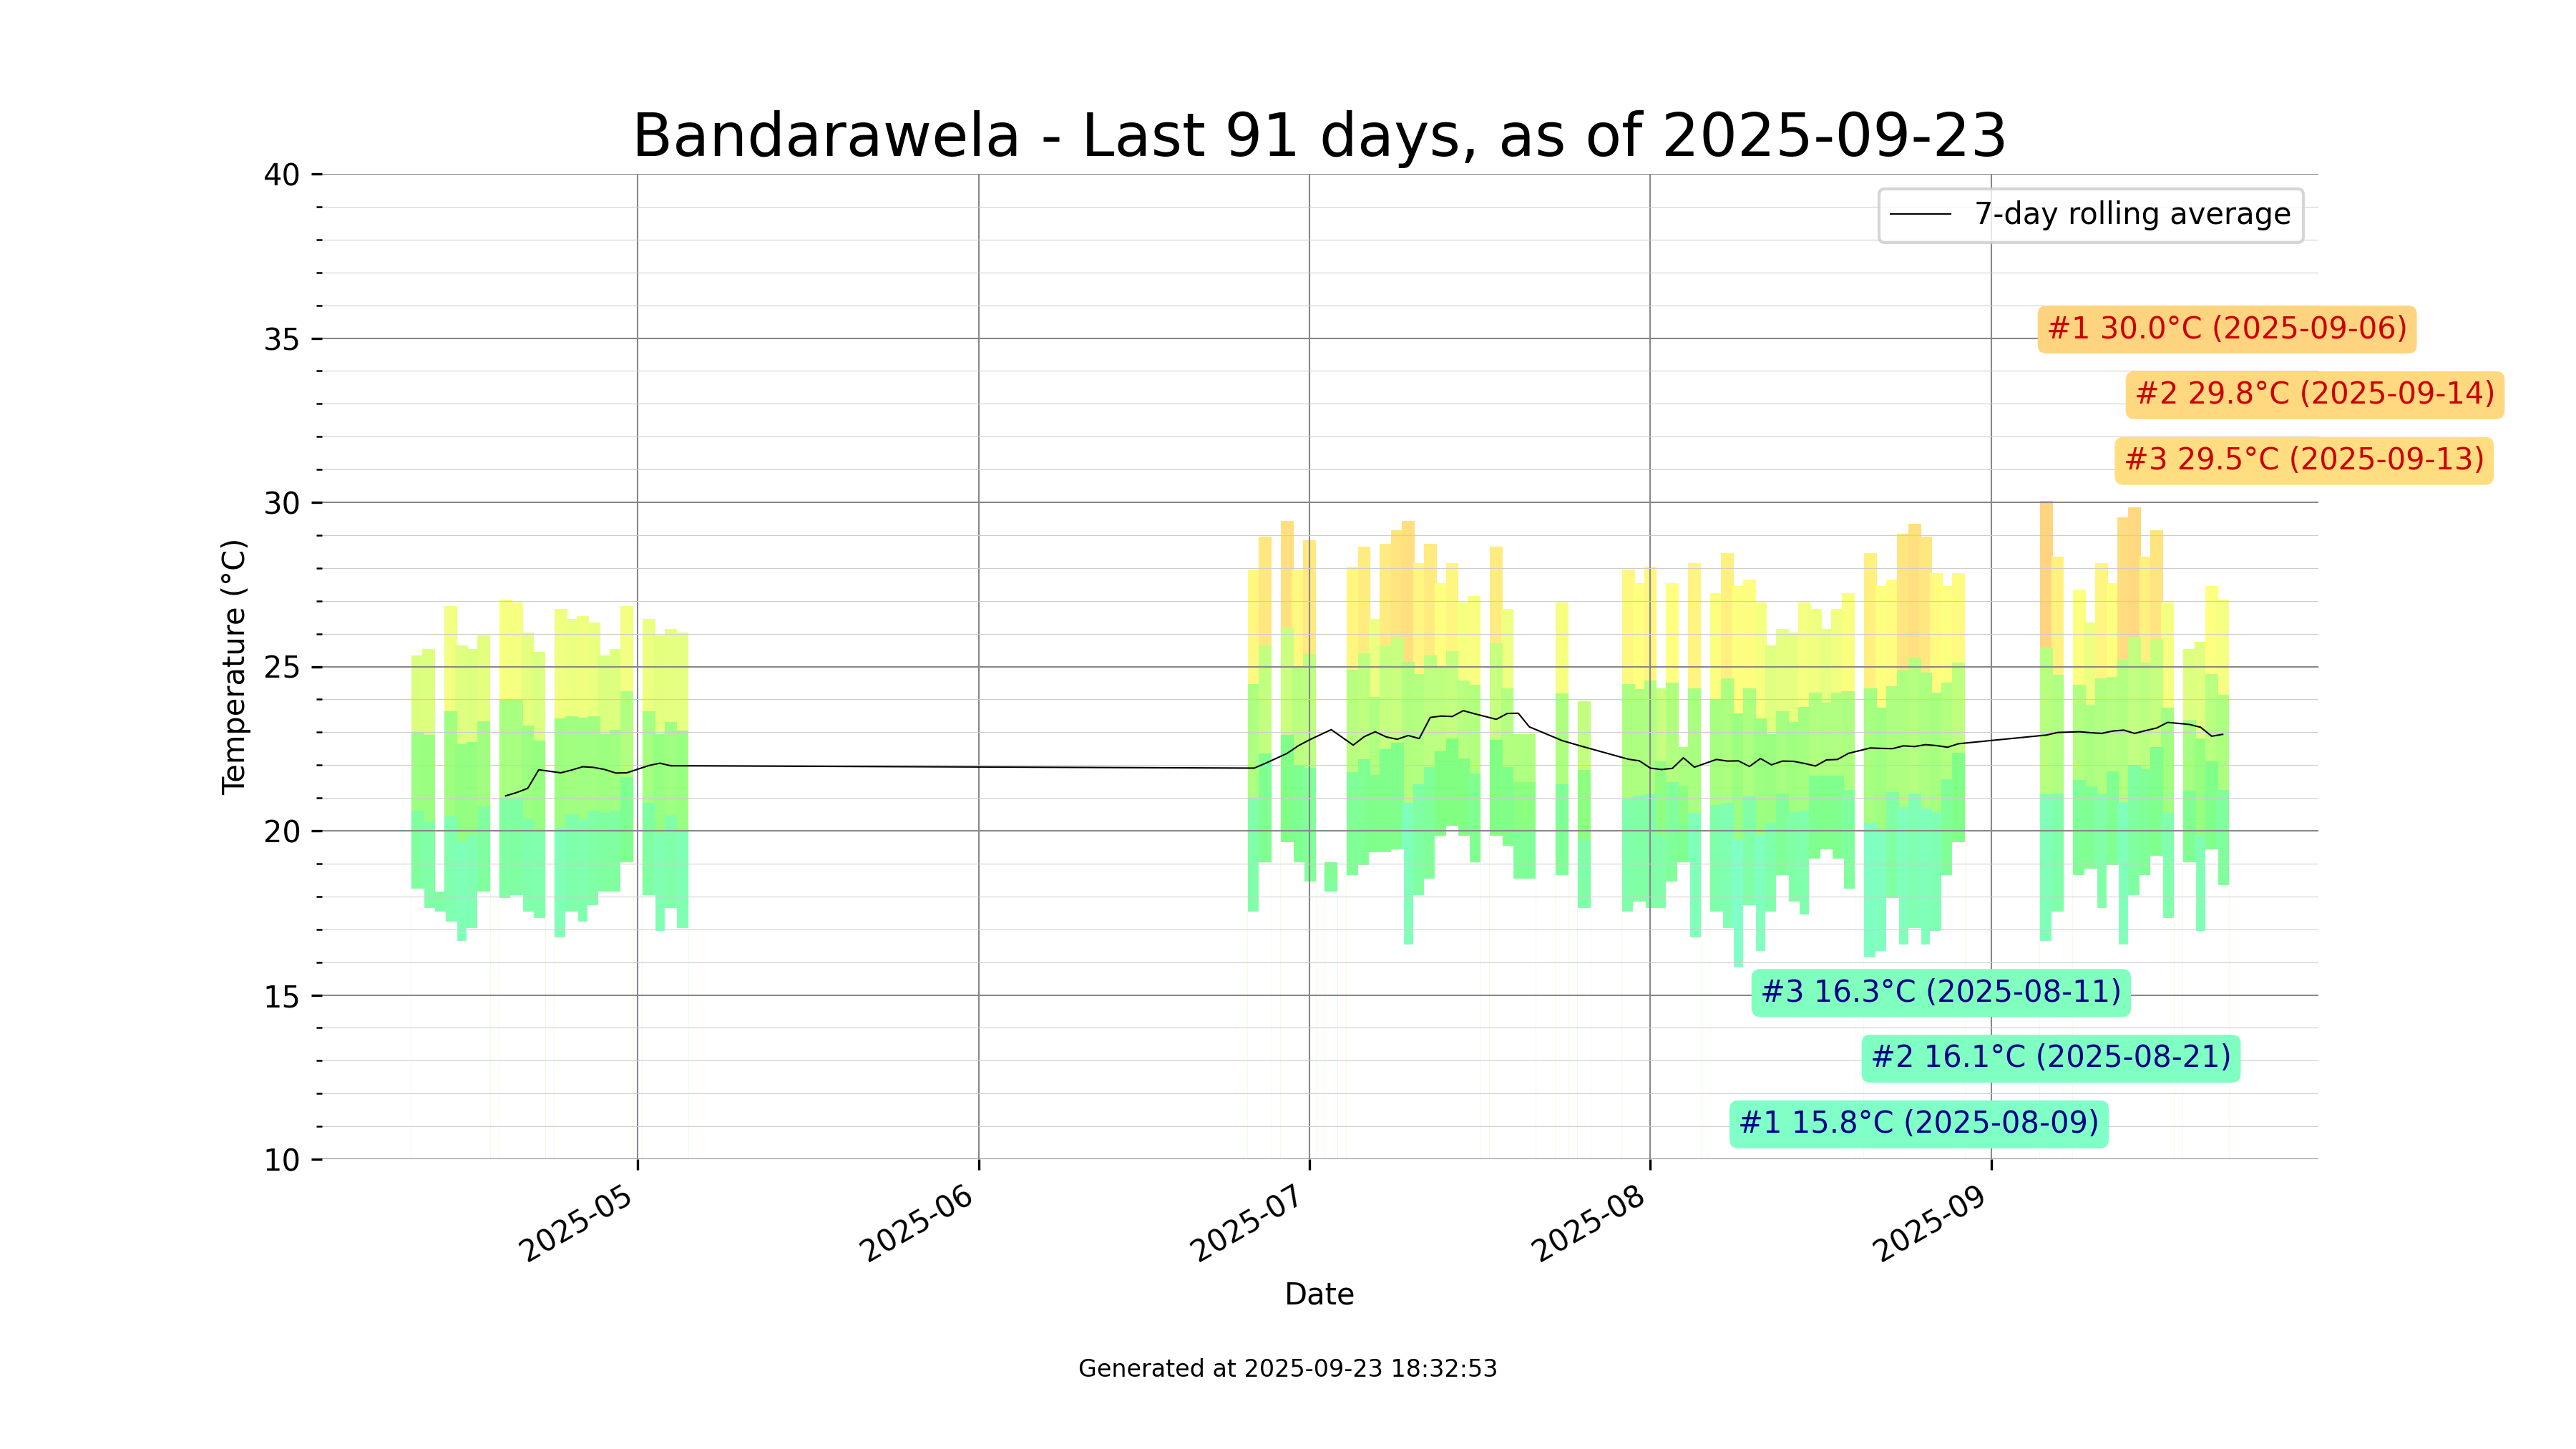 Bandarawela - Last 91 days, as of 2025-09-23
40
7-day rolling average
35
#1 30.0°C (2025-09-06)
#2 29.8°C (2025-09-14)
#3 29.5°C (2025-09-13)
30
25
Temperature (°C)
20
15
#3 16.3°C (2025-08-11)
#2 16.1°C (2025-08-21)
#1 15.8°C (2025-08-09)
10
2025-05
2025-06
2025-07
2025-08
2025-09
Date
Generated at 2025-09-23 18:32:53